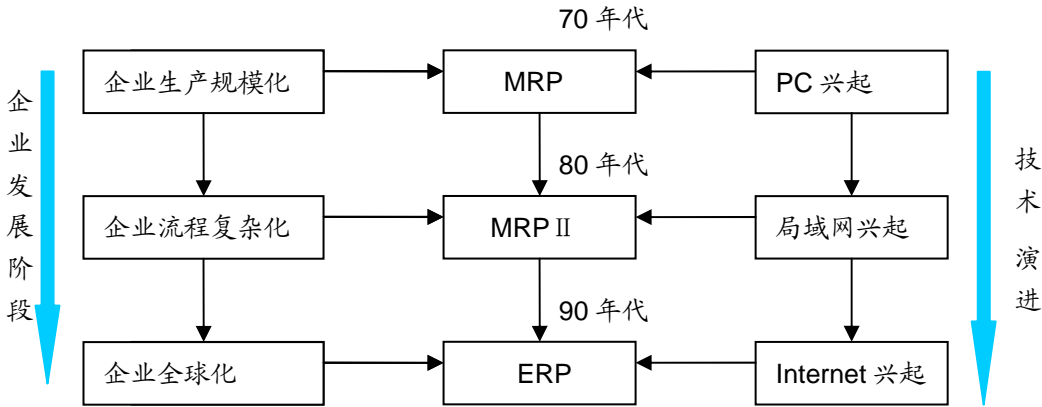 70 年代
企业生产规模化
MRP
PC 兴起
企业发展阶段
80 年代
技术演进
企业流程复杂化
MRPⅡ
局域网兴起
90 年代
企业全球化
ERP
Internet 兴起